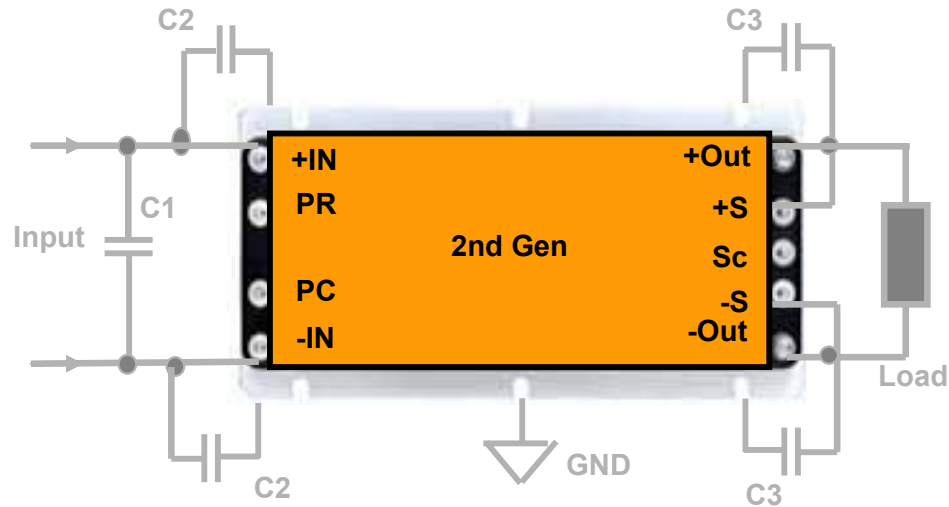 C2
C3
+IN
+Out
PR
C1
+S
Input
2nd Gen
Sc
PC
-S
-IN
-Out
Load
GND
C2
C3